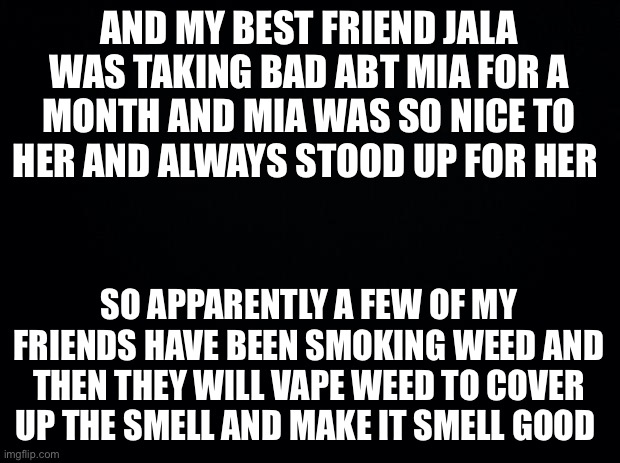 AND MY BEST FRIEND JALA
WAS TAKING BAD ABT MIA FOR A
MONTH AND MIA WAS SO NICE TO
HER AND ALWAYS STOOD UP FOR HER
SO APPARENTLY A FEW OF MY
FRIENDS HAVE BEEN SMOKING WEED AND
THEN THEY WILL VAPE WEED TO COVER
UP THE SMELL AND MAKE IT SMELL GOOD
imgflip.com